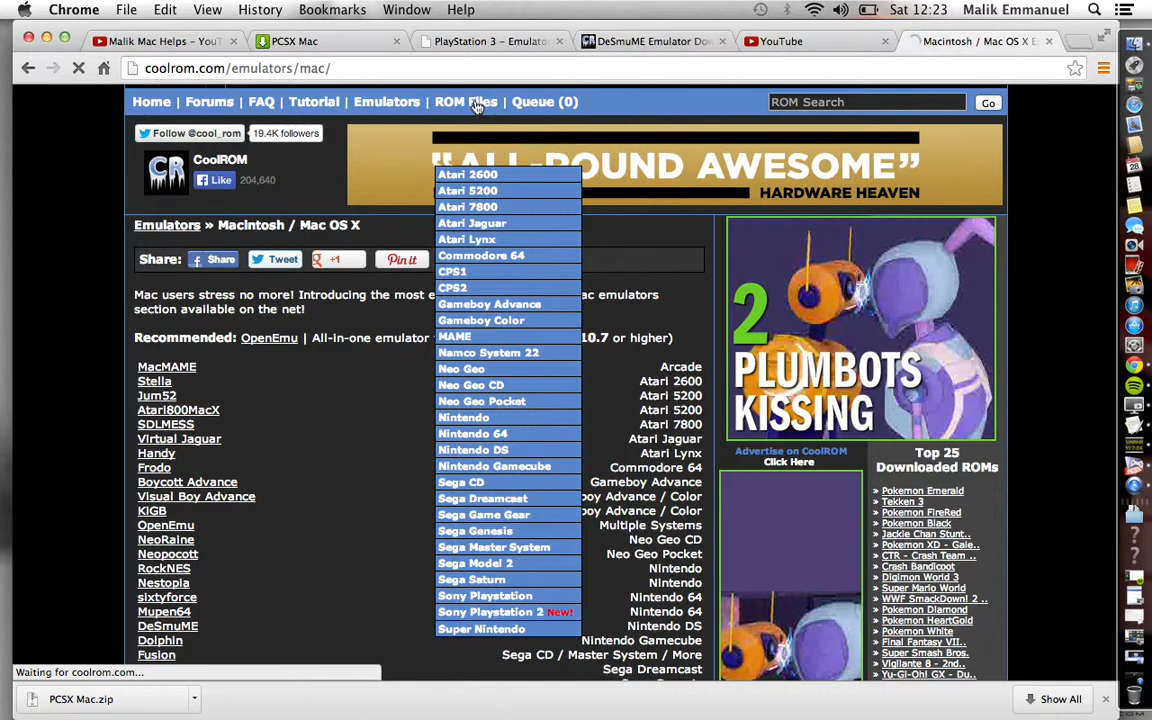 Chrome File Edit View History Bookmarks Window Help Sat 12:23 Malik Emmanuel
Malik Mac Helps - YouT
PCSX Mac
PlayStation 3 - Emulato
DeSmuME Emulator Dow
YouTube
Macintosh / Mac OS X E
coolrom.com/emulators/mac/
Home | Forums | FAQ | Tutorial | Emulators | ROM Files | Queue (0)
ROM Search Go
Follow @cool_rom 19.4K followers
CR CoolROM
f Like 204,640
"ALL-ROUND AWESOME"
HARDWARE HEAVEN
Emulators » Macintosh / Mac OS X
Share: Share Tweet +1 Pin it
Mac users stress no more! Introducing the most e
ac emulators
section available on the net!
Recommended: OpenEmu | All-in-one emulator
10.7 or higher)
MacMAME
Stella
Jum52
Atari800MacX
SDLMESS
Virtual Jaguar
Handy
Frodo
Boycott Advance
Visual Boy Advance
KIGB
OpenEmu
NeoRaine
Neopocott
RockNES
Nestopia
sixtyforce
Mupen64
DeSmuME
Dolphin
Fusion
Atari 2600
Atari 5200
Atari 7800
Atari Jaguar
Atari Lynx
Commodore 64
CPS1
CPS2
Gameboy Advance
Gameboy Color
MAME
Namco System 22
Neo Geo
Neo Geo CD
Neo Geo Pocket
Nintendo
Nintendo 64
Nintendo DS
Nintendo Gamecube
Sega CD
Sega Dreamcast
Sega Game Gear
Sega Genesis
Sega Master System
Sega Model 2
Sega Saturn
Sony Playstation
Sony Playstation 2 New!
Super Nintendo
Arcade
Atari 2600
Atari 5200
Atari 5200
Atari 7800
Atari Jaguar
Atari Lynx
Commodore 64
Gameboy Advance
boy Advance / Color
boy Advance / Color
Multiple Systems
Neo Geo CD
Neo Geo Pocket
Nintendo
Nintendo
Nintendo 64
Nintendo 64
Nintendo DS
Nintendo Gamecube
Sega CD / Master System / More
Sega Dreamcast
2 PLUMBOTS
KISSING
Advertise on CoolROM
Click Here
Top 25
Downloaded ROMs
» Pokemon Emerald
» Tekken 3
» Pokemon FireRed
» Pokemon Black
» Jackie Chan Stunt..
» Pokemon XD - Gale..
» CTR - Crash Team ..
» Crash Bandicoot
» Digimon World 3
» Super Mario World
» WWF SmackDown! 2 ..
» Pokemon Diamond
» Pokemon HeartGold
» Pokemon White
» Final Fantasy VII..
» Super Smash Bros.
» Vigilante 8 - 2nd..
» Yu-Gi-Oh! GX - Du..
Waiting for coolrom.com...
PCSX Mac.zip
Show All